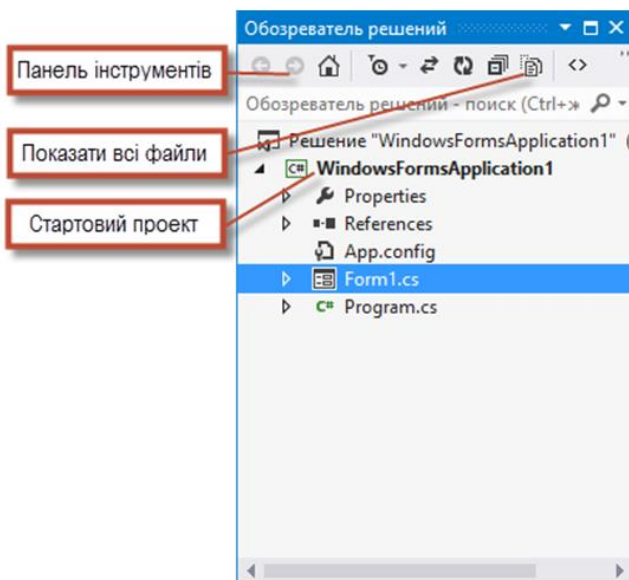 Обозреватель решений
Панель інструментів
Обозреватель решений - поиск (Ctrl+ж
Показати всі файли
Решение "WindowsFormsApplication1" (
C# WindowsFormsApplication1
Стартовий проект
Properties
References
App.config
Form1.cs
C# Program.cs